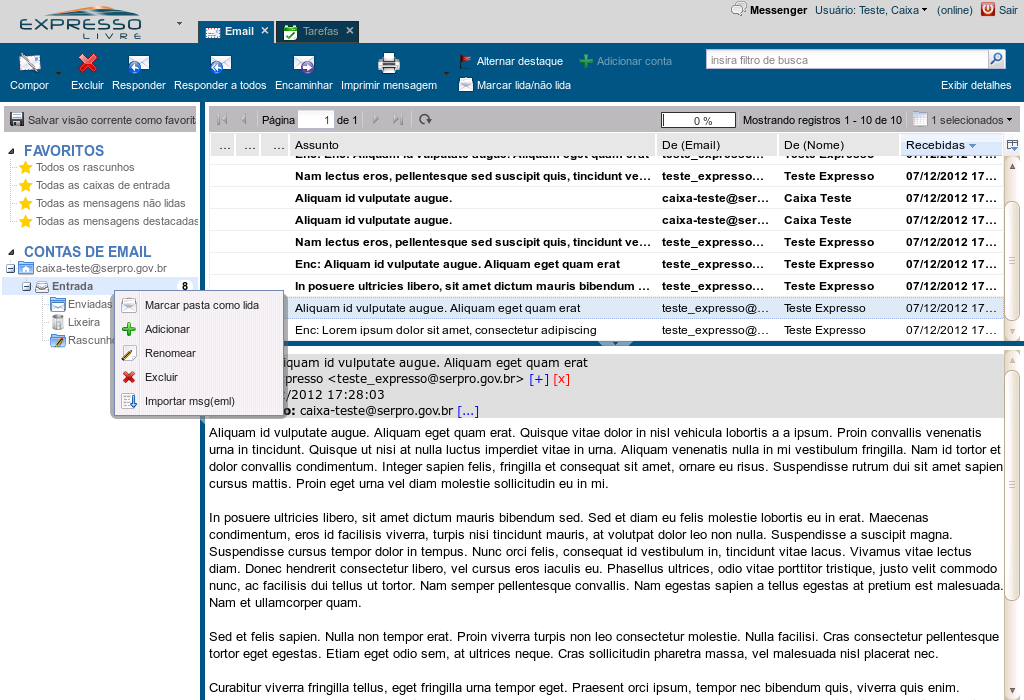 EXPRESSO
LIVRE
Email
Tarefas
Messenger
Usuário: Teste, Caixa
(online)
Sair
Compor
Excluir
Responder
Responder a todos
Encaminhar
Imprimir mensagem
Alternar destaque
Adicionar conta
Marcar lida/não lida
insira filtro de busca
Exibir detalhes
Salvar visão corrente como favorit
Página 1 de 1
0 %
Mostrando registros 1 - 10 de 10
1 selecionados
FAVORITOS
Todos os rascunhos
Todas as caixas de entrada
Todas as mensagens não lidas
Todas as mensagens destacadas
CONTAS DE EMAIL
caixa-teste@serpro.gov.br
Entrada 8
Enviadas
Lixeira
Rascunho
Marcar pasta como lida
Adicionar
Renomear
Excluir
Importar msg(eml)
... ... ... Assunto De (Email) De (Nome) Recebidas
Enc: Enc: Aliquam id vulputate augue. Aliquam eget quam erat teste_expresso... Teste Expresso 07/12/2012 17...
Nam lectus eros, pellentesque sed suscipit quis, tincidunt ve... teste_expresso... Teste Expresso 07/12/2012 17...
Aliquam id vulputate augue. caixa-teste@ser... Caixa Teste 07/12/2012 17...
Aliquam id vulputate augue. caixa-teste@ser... Caixa Teste 07/12/2012 17...
Nam lectus eros, pellentesque sed suscipit quis, tincidunt ve... teste_expresso... Teste Expresso 07/12/2012 17...
Enc: Aliquam id vulputate augue. Aliquam eget quam erat teste_expresso... Teste Expresso 07/12/2012 17...
In posuere ultricies libero, sit amet dictum mauris bibendum ... teste_expresso... Teste Expresso 07/12/2012 17...
Aliquam id vulputate augue. Aliquam eget quam erat teste_expresso@... Teste Expresso 07/12/2012 17...
Enc: Lorem ipsum dolor sit amet, consectetur adipiscing teste_expresso@... Teste Expresso 07/12/2012 17...
quam id vulputate augue. Aliquam eget quam erat
presso <teste_expresso@serpro.gov.br> [+] [x]
/2012 17:28:03
o: caixa-teste@serpro.gov.br [...]
Aliquam id vulputate augue. Aliquam eget quam erat. Quisque vitae dolor in nisl vehicula lobortis a a ipsum. Proin convallis venenatis
urna in tincidunt. Quisque ut nisi at nulla luctus imperdiet vitae in urna. Aliquam venenatis nulla in mi vestibulum fringilla. Nam id tortor et
dolor convallis condimentum. Integer sapien felis, fringilla et consequat sit amet, ornare eu risus. Suspendisse rutrum dui sit amet sapien
cursus mattis. Proin eget urna vel diam molestie sollicitudin eu in mi.
In posuere ultricies libero, sit amet dictum mauris bibendum sed. Sed et diam eu felis molestie lobortis eu in erat. Maecenas
condimentum, eros id facilisis viverra, turpis nisi tincidunt mauris, at volutpat dolor leo non nulla. Suspendisse a suscipit magna.
Suspendisse cursus tempor dolor in tempus. Nunc orci felis, consequat id vestibulum in, tincidunt vitae lacus. Vivamus vitae lectus
diam. Donec hendrerit consectetur libero, vel cursus eros iaculis eu. Phasellus ultrices, odio vitae porttitor tristique, justo velit commodo
nunc, ac facilisis dui tellus ut tortor. Nam semper pellentesque convallis. Nam egestas sapien a tellus egestas at pretium est malesuada.
Nam et ullamcorper quam.
Sed et felis sapien. Nulla non tempor erat. Proin viverra turpis non leo consectetur molestie. Nulla facilisi. Cras consectetur pellentesque
tortor eget egestas. Etiam eget odio sem, at ultrices neque. Cras sollicitudin pharetra massa, vel malesuada nisl placerat nec.
Curabitur viverra fringilla tellus, eget fringilla urna tempor eget. Praesent orci ipsum, tempor nec bibendum quis, viverra quis enim.